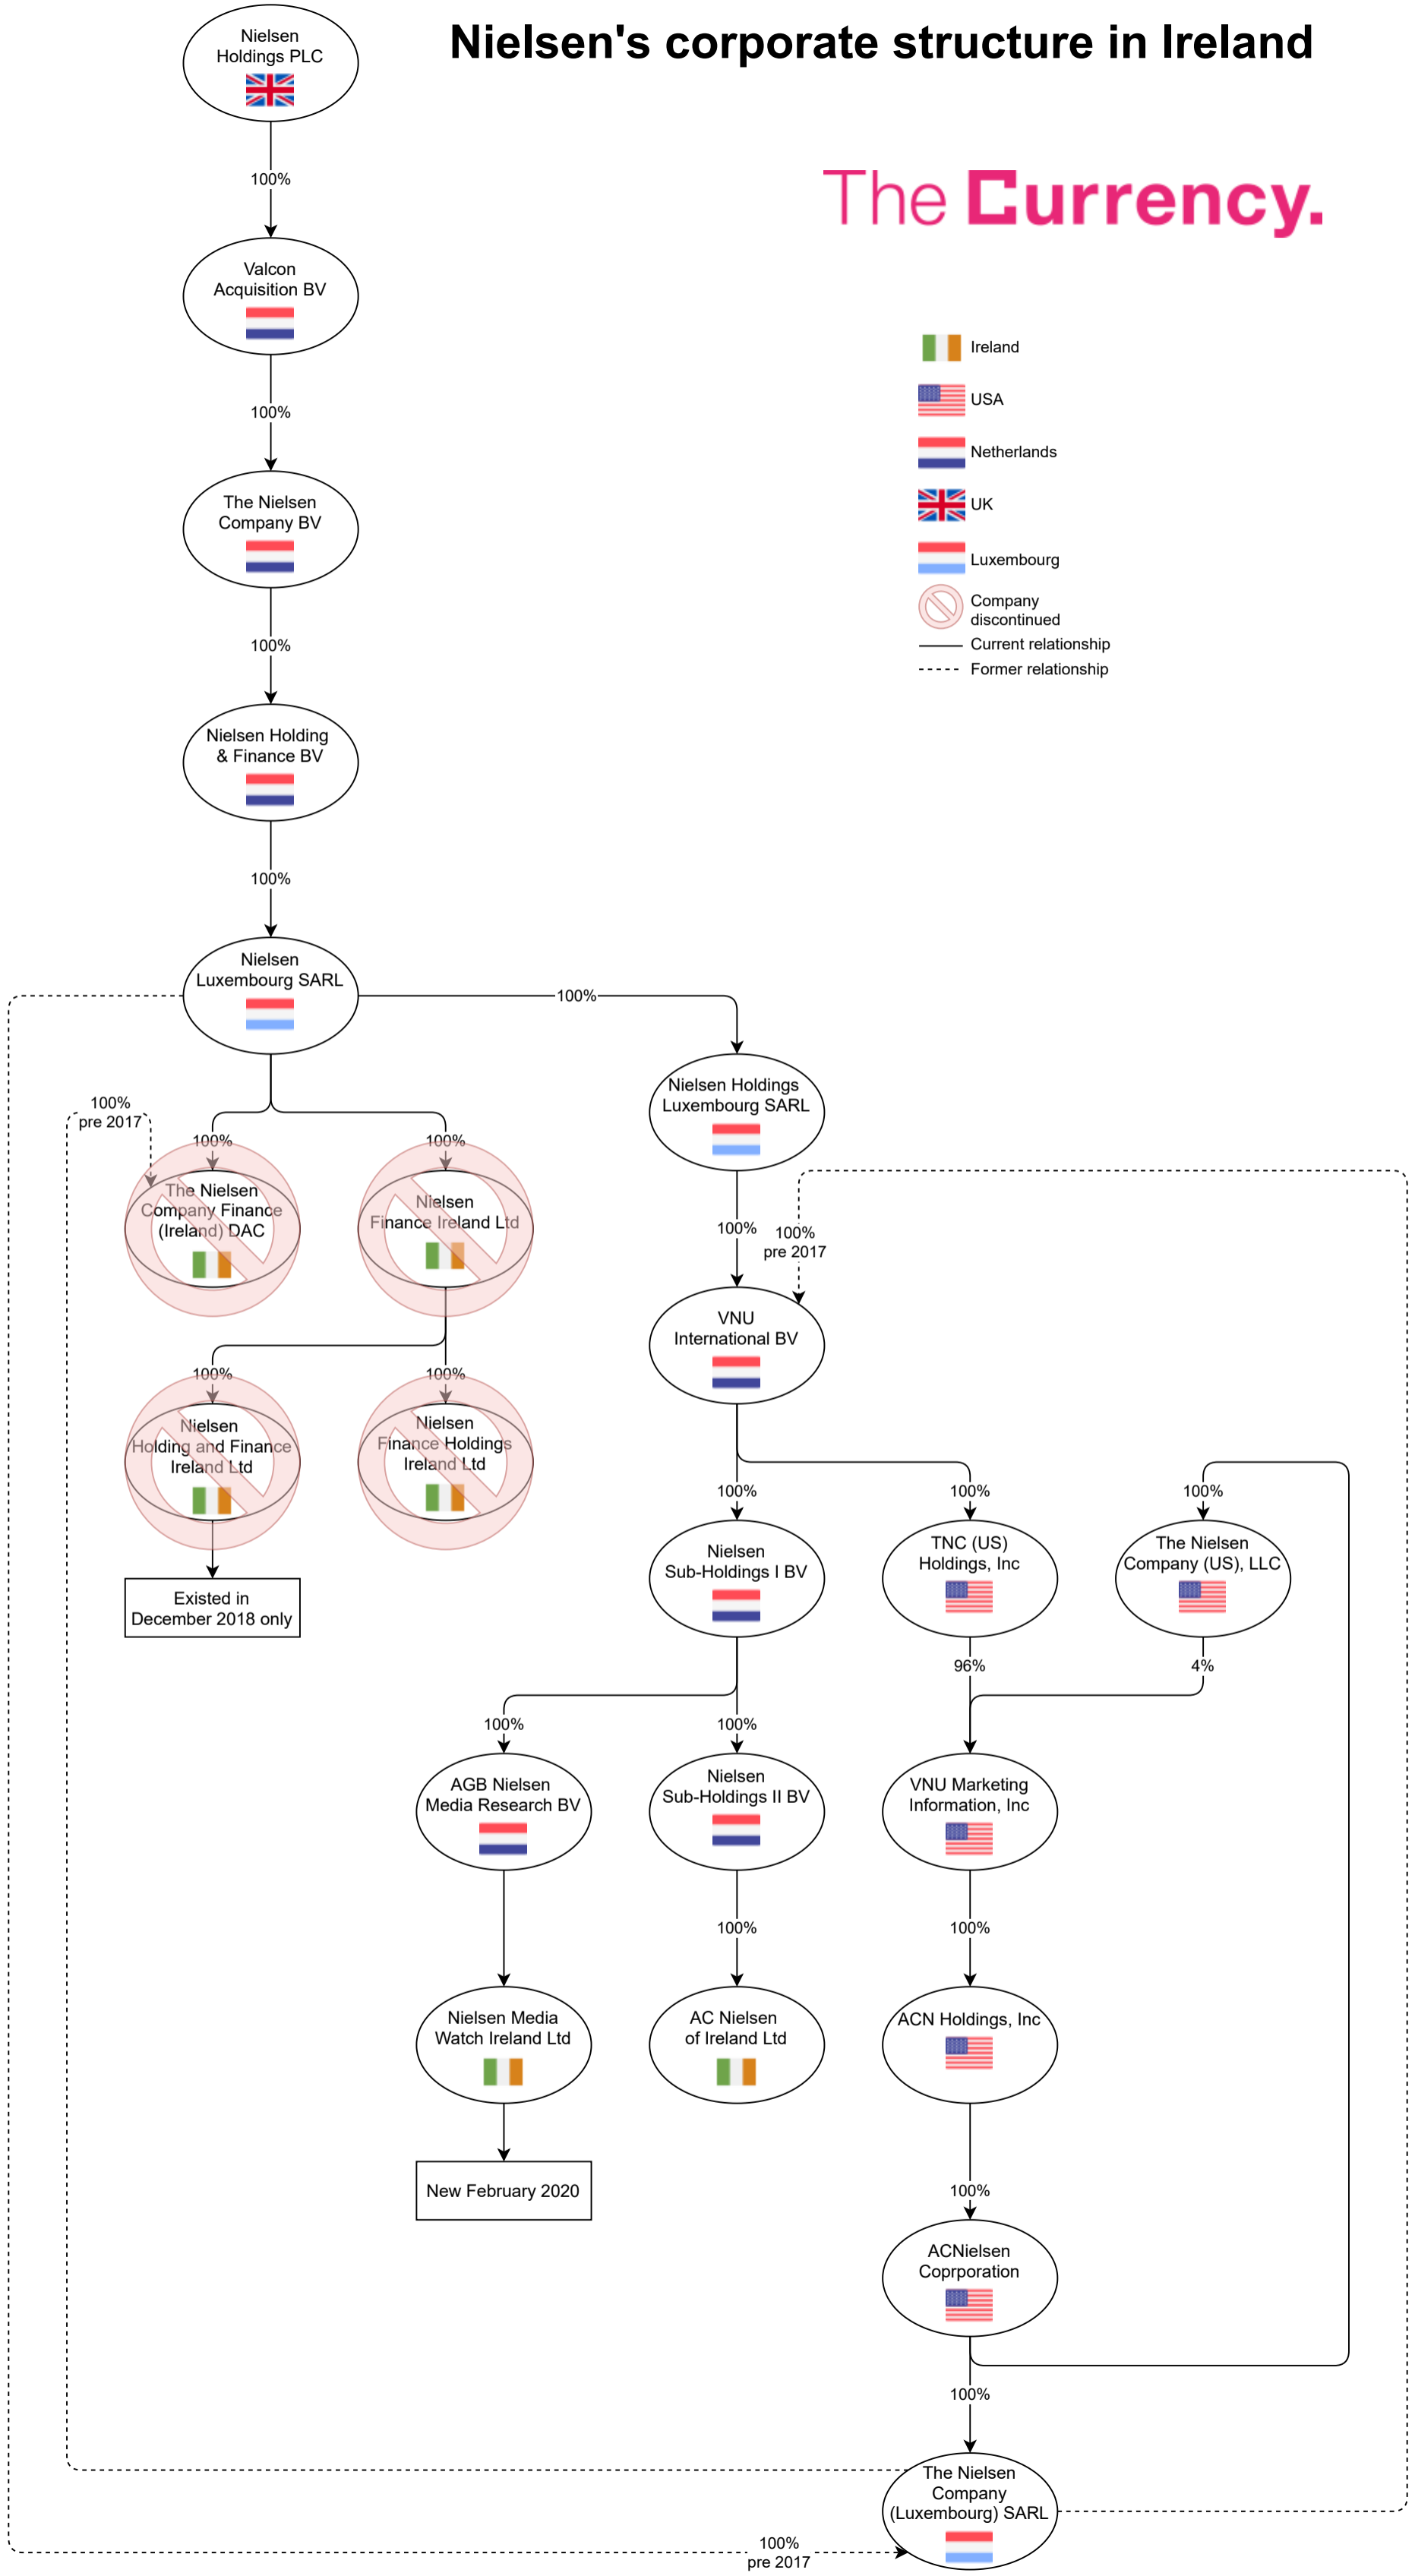 Nielsen's corporate structure in Ireland
The Currency.
Ireland
USA
Netherlands
UK
Luxembourg
Company
discontinued
Current relationship
Former relationship
Nielsen
Holdings PLC
100%
Valcon
Acquisition BV
100%
The Nielsen
Company BV
100%
Nielsen Holding
& Finance BV
100%
Nielsen
Luxembourg SARL
100%
Nielsen Holdings
Luxembourg SARL
100%
pre 2017
100%
100%
The Nielsen
Company Finance
(Ireland) DAC
Nielsen
Finance Ireland Ltd
100%
100%
pre 2017
VNU
International BV
100%
100%
Nielsen
Holding and Finance
Ireland Ltd
Nielsen
Finance Holdings
Ireland Ltd
Existed in
December 2018 only
100%
100%
100%
Nielsen
Sub-Holdings I BV
TNC (US)
Holdings, Inc
The Nielsen
Company (US), LLC
96%
4%
100%
100%
AGB Nielsen
Media Research BV
Nielsen
Sub-Holdings II BV
VNU Marketing
Information, Inc
100%
100%
Nielsen Media
Watch Ireland Ltd
AC Nielsen
of Ireland Ltd
ACN Holdings, Inc
New February 2020
100%
ACNielsen
Coprporation
100%
The Nielsen
Company
(Luxembourg) SARL
100%
pre 2017